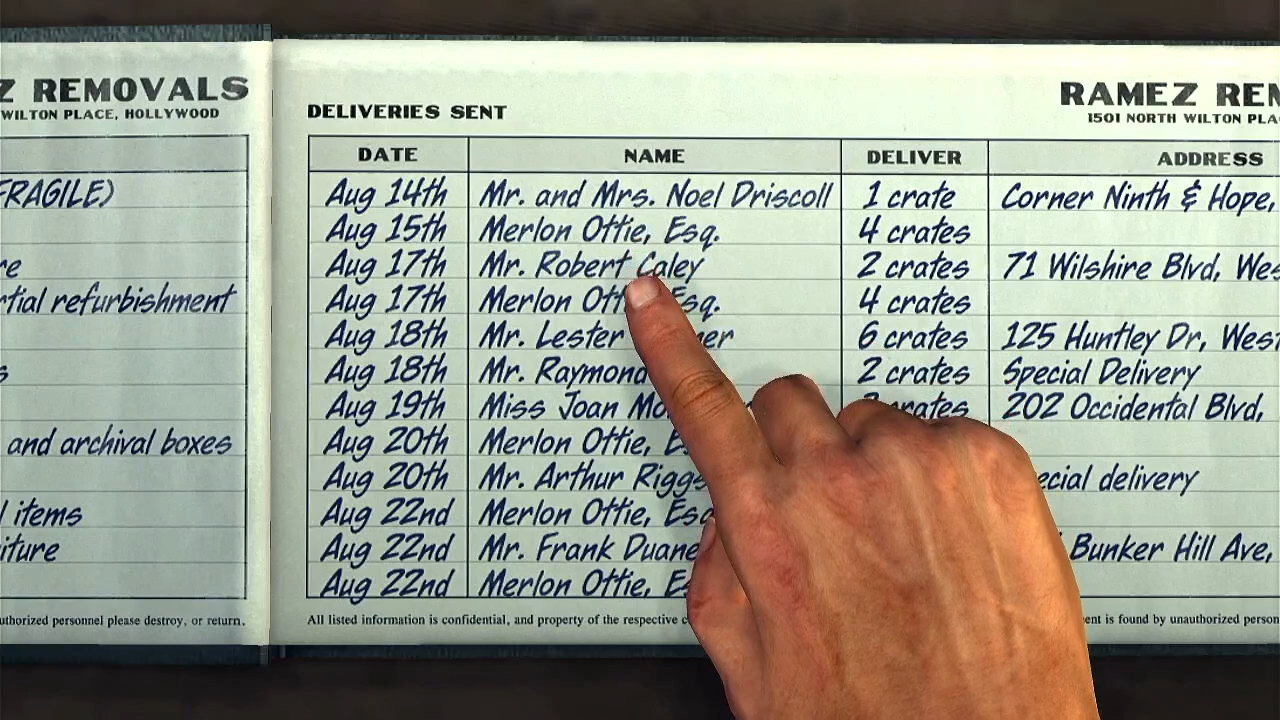 Z REMOVALS
WILTON PLACE, HOLLYWOOD
FRAGILE)
re
rtial refurbishment
s
and archival boxes
l items
iture
uthorized personnel please destroy, or return.
DELIVERIES SENT
RAMEZ REM
1501 NORTH WILTON PLA
DATE NAME DELIVER ADDRESS
Aug 14th Mr. and Mrs. Noel Driscoll 1 crate Corner Ninth & Hope,
Aug 15th Merlon Ottie, Esq. 4 crates
Aug 17th Mr. Robert Caley 2 crates 71 Wilshire Blvd, Wes
Aug 17th Merlon Ott Esq. 4 crates
Aug 18th Mr. Lester er 6 crates 125 Huntley Dr, West
Aug 18th Mr. Raymond 2 crates Special Delivery
Aug 19th Miss Joan Mo crates 202 Occidental Blvd,
Aug 20th Merlon Ottie, E
Aug 20th Mr. Arthur Riggs ecial delivery
Aug 22nd Merlon Ottie, Esq
Aug 22nd Mr. Frank Duane Bunker Hill Ave,
Aug 22nd Merlon Ottie, E
All listed information is confidential, and property of the respective c ent is found by unauthorized person